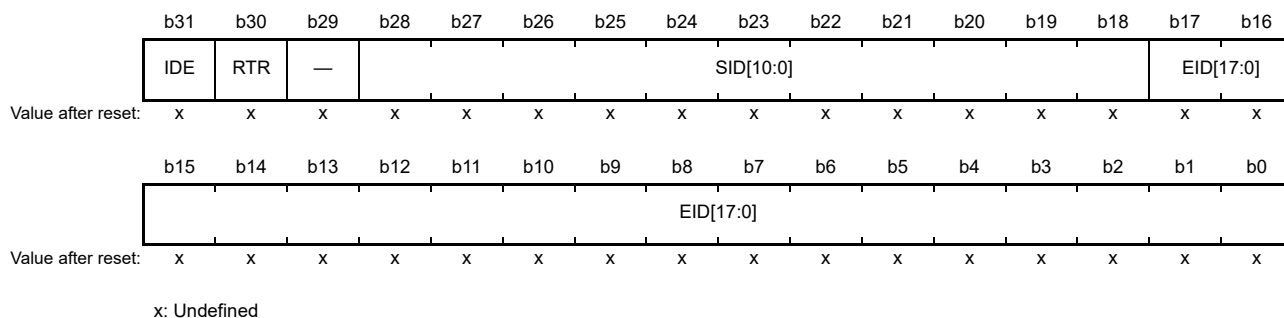 b31 b30 b29 b28 b27 b26 b25 b24 b23 b22 b21 b20 b19 b18 b17 b16
IDE RTR — SID[10:0] EID[17:0]
Value after reset: x x x x x x x x x x x x x x x x
b15 b14 b13 b12 b11 b10 b9 b8 b7 b6 b5 b4 b3 b2 b1 b0
EID[17:0]
Value after reset: x x x x x x x x x x x x x x x x
x: Undefined